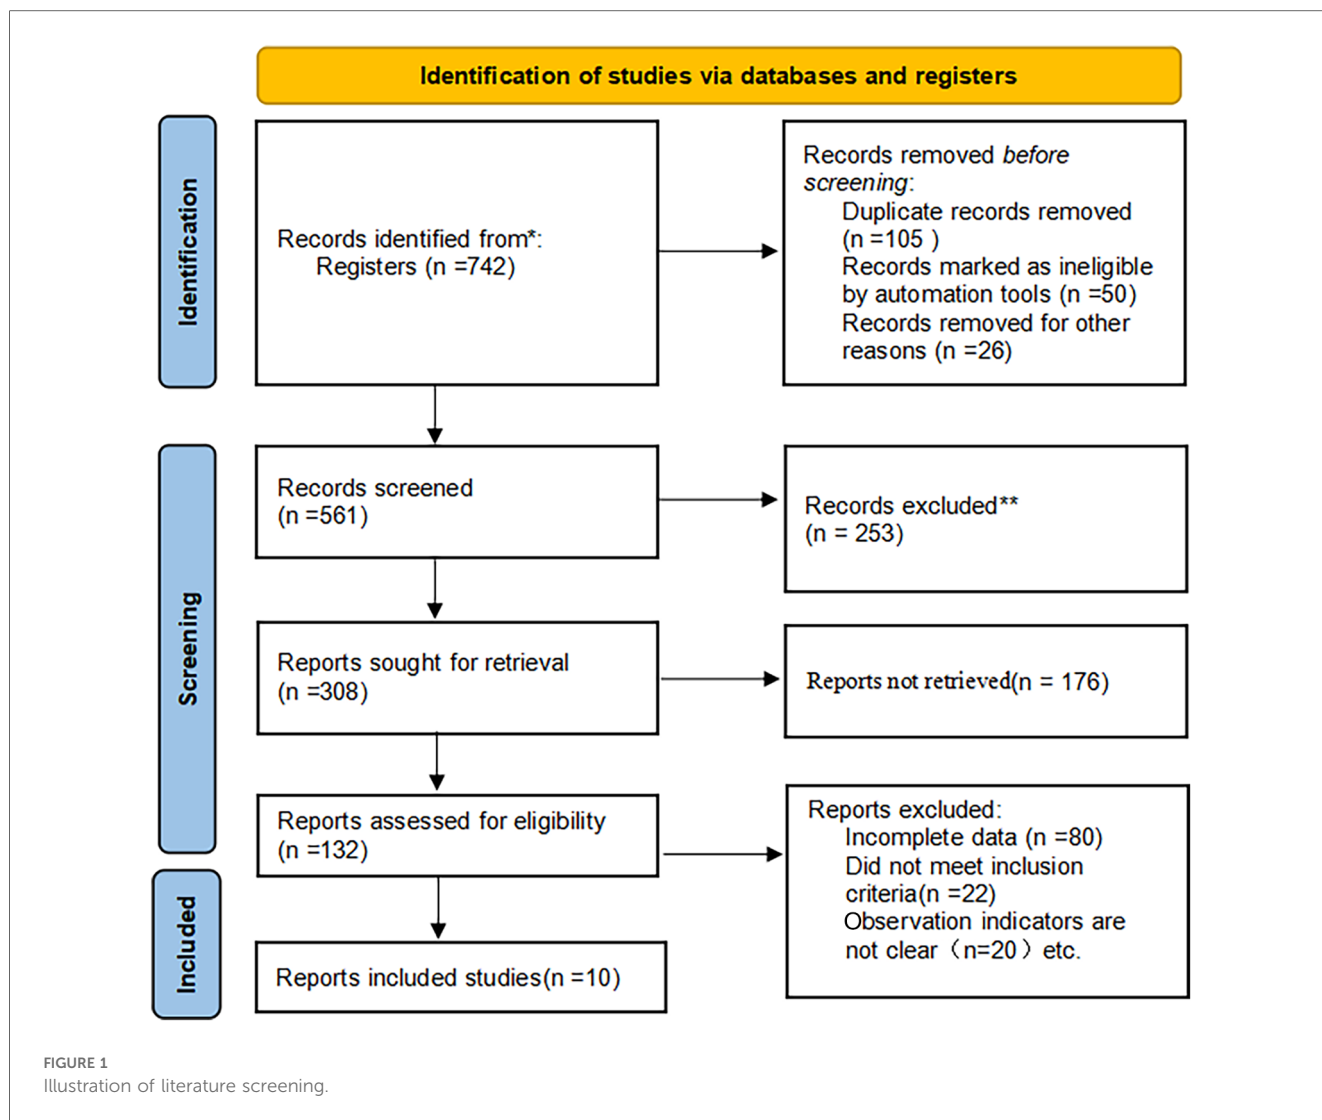 Identification of studies via databases and registers
Identification
Records identified from*:
Registers (n =742)
Records removed before
screening:
Duplicate records removed
(n =105 )
Records marked as ineligible
by automation tools (n =50)
Records removed for other
reasons (n =26)
Screening
Records screened
(n =561)
Records excluded**
(n = 253)
Reports sought for retrieval
(n =308)
Reports not retrieved(n = 176)
Reports assessed for eligibility
(n =132)
Reports excluded:
Incomplete data (n =80)
Did not meet inclusion
criteria(n =22)
Observation indicators are
not clear（n=20）etc.
Included
Reports included studies(n =10)
FIGURE 1
Illustration of literature screening.